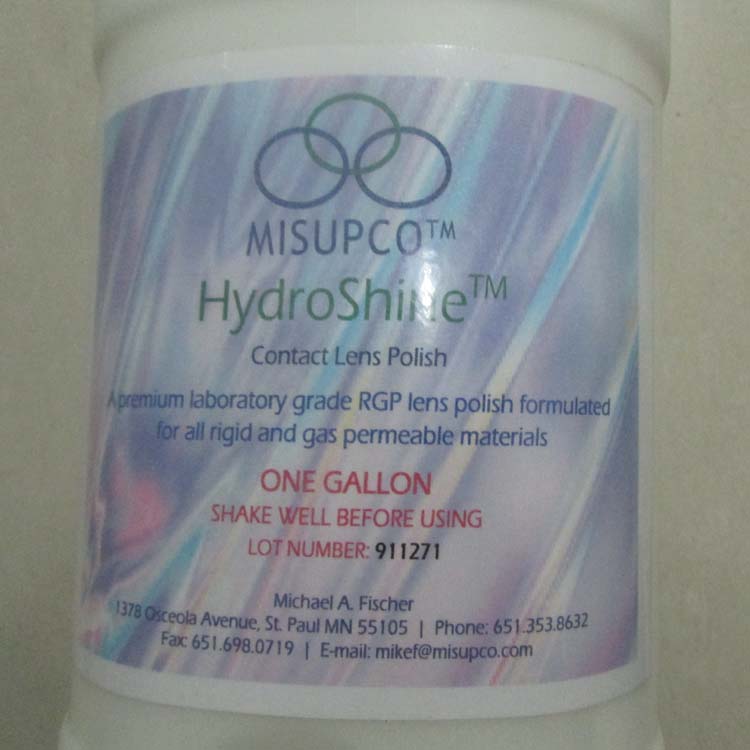 MISUPCO™
HydroShine™
Contact Lens Polish
A premium laboratory grade RGP lens polish formulated
for all rigid and gas permeable materials
ONE GALLON
SHAKE WELL BEFORE USING
LOT NUMBER: 911271
Michael A. Fischer
1378 Osceola Avenue, St. Paul MN 55105 | Phone: 651.353.8632
Fax: 651.698.0719 | E-mail: mikef@misupco.com